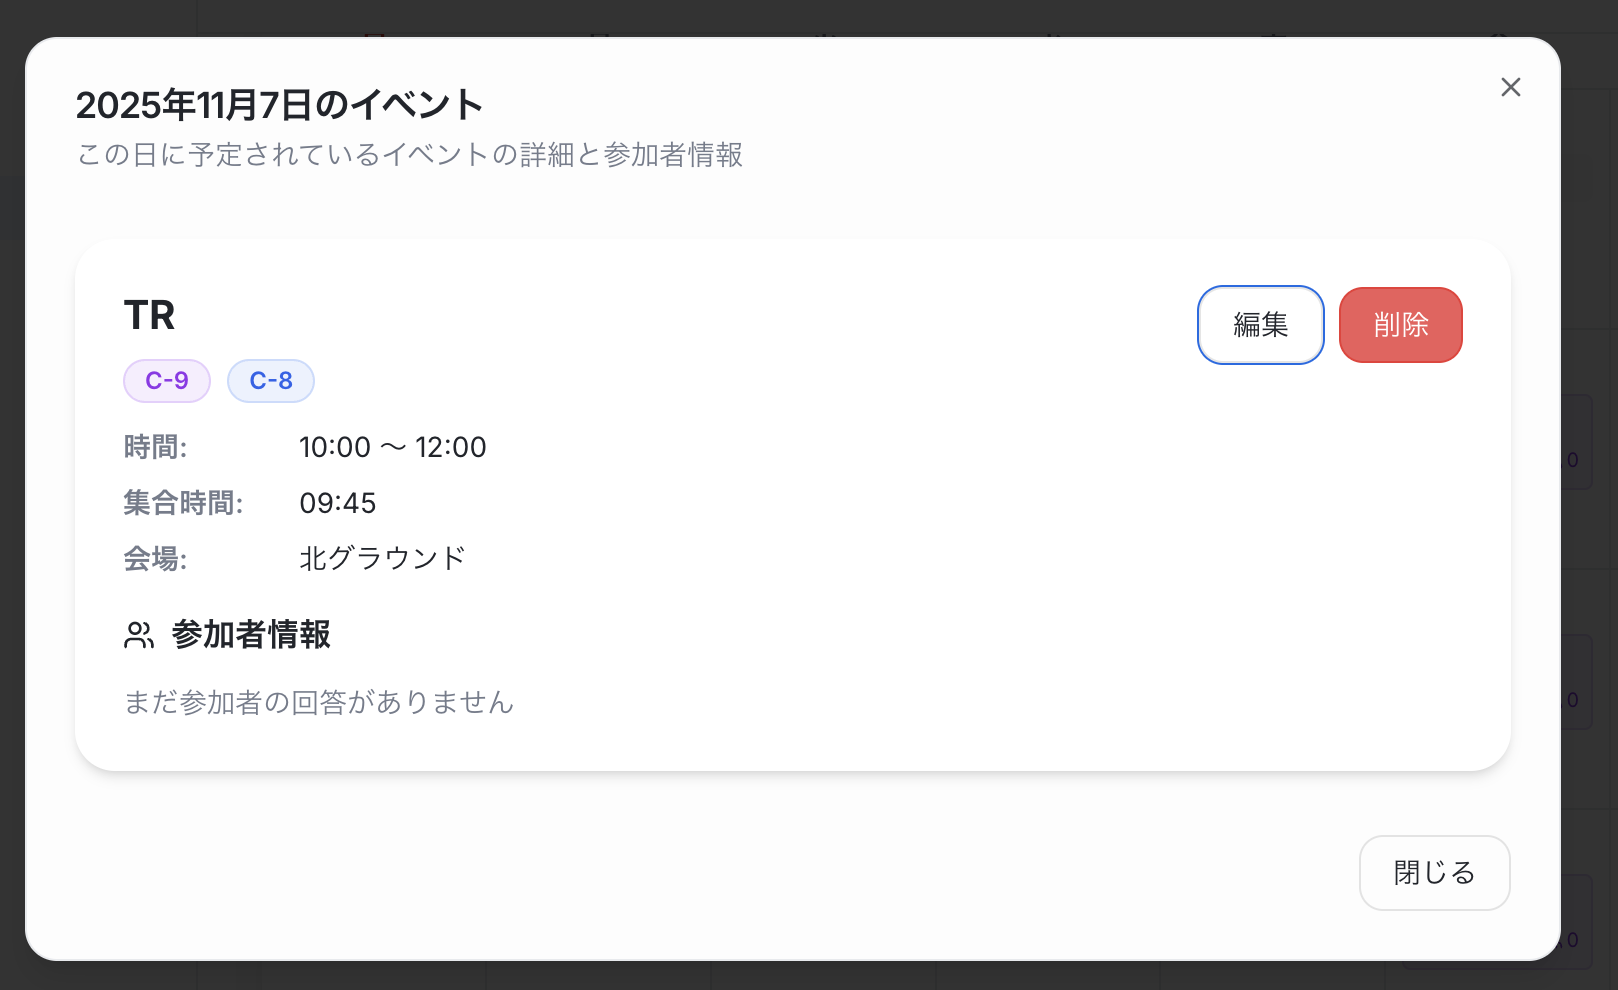 2025年11月7日のイベント
この日に予定されているイベントの詳細と参加者情報
TR
編集
削除
C-9 C-8
時間: 10:00 〜 12:00
集合時間: 09:45
会場: 北グラウンド
参加者情報
まだ参加者の回答がありません
閉じる
0
0
0